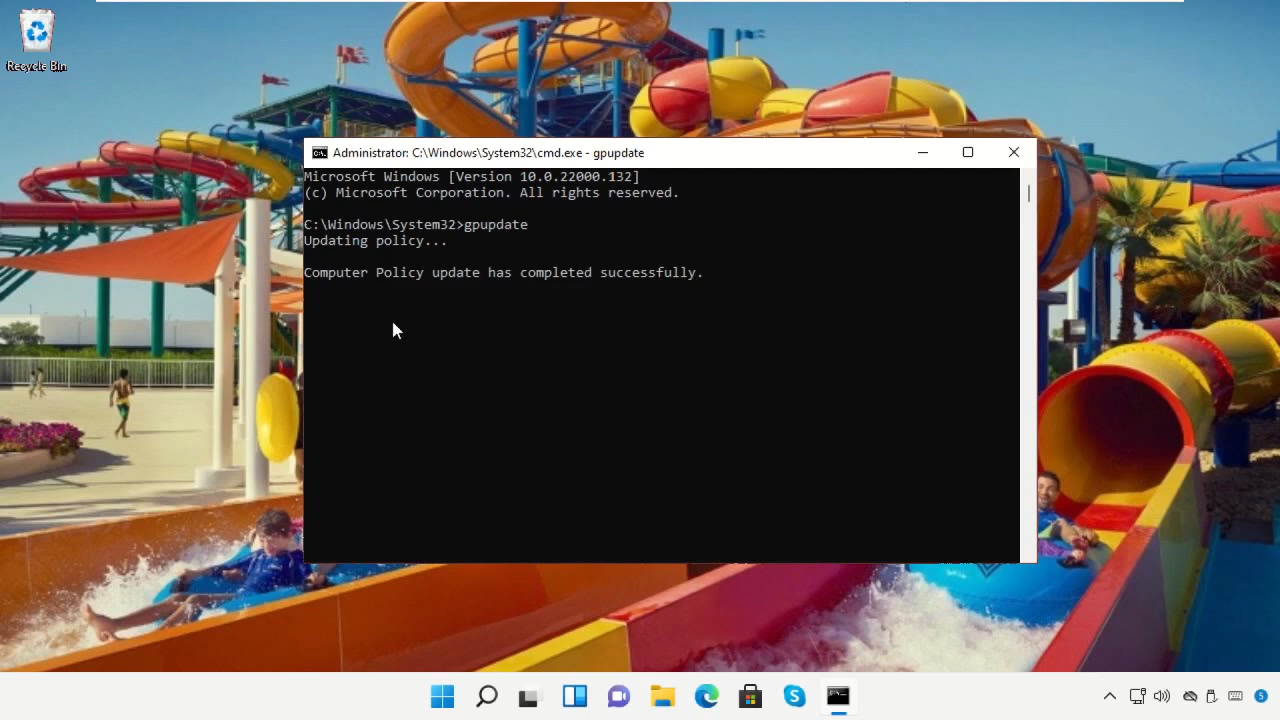 Recycle Bin
Administrator: C:\Windows\System32\cmd.exe - gpupdate
Microsoft Windows [Version 10.0.22000.132]
(c) Microsoft Corporation. All rights reserved.
C:\Windows\System32>gpupdate
Updating policy...
Computer Policy update has completed successfully.
5